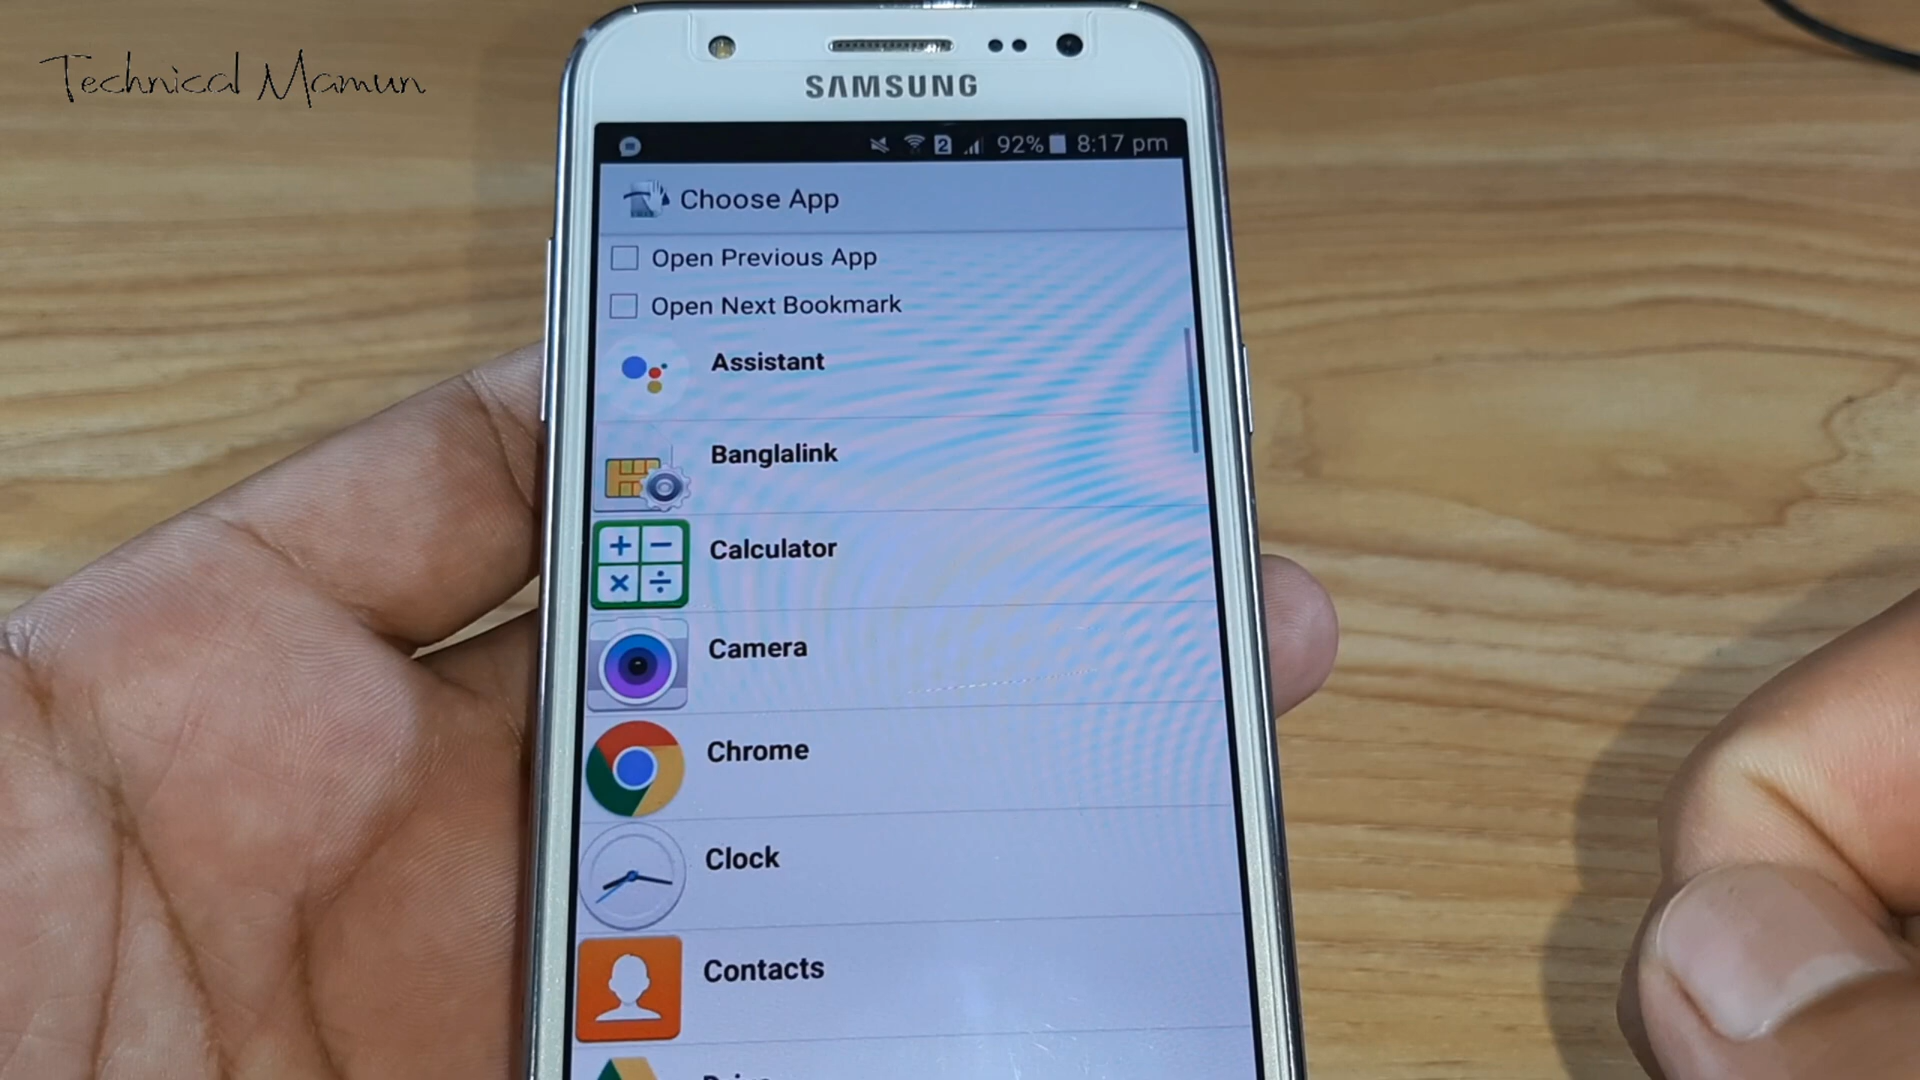 Technical Mamun
SAMSUNG
2 92% 8:17 pm
Choose App
Open Previous App
Open Next Bookmark
Assistant
Banglalink
Calculator
Camera
Chrome
Clock
Contacts